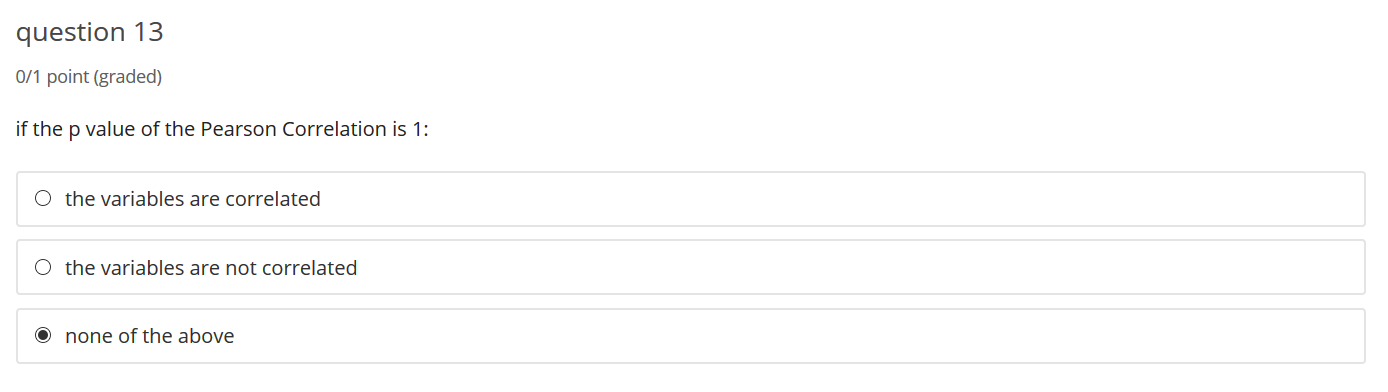 question 13
0/1 point (graded)
if the p value of the Pearson Correlation is 1:
the variables are correlated
the variables are not correlated
none of the above